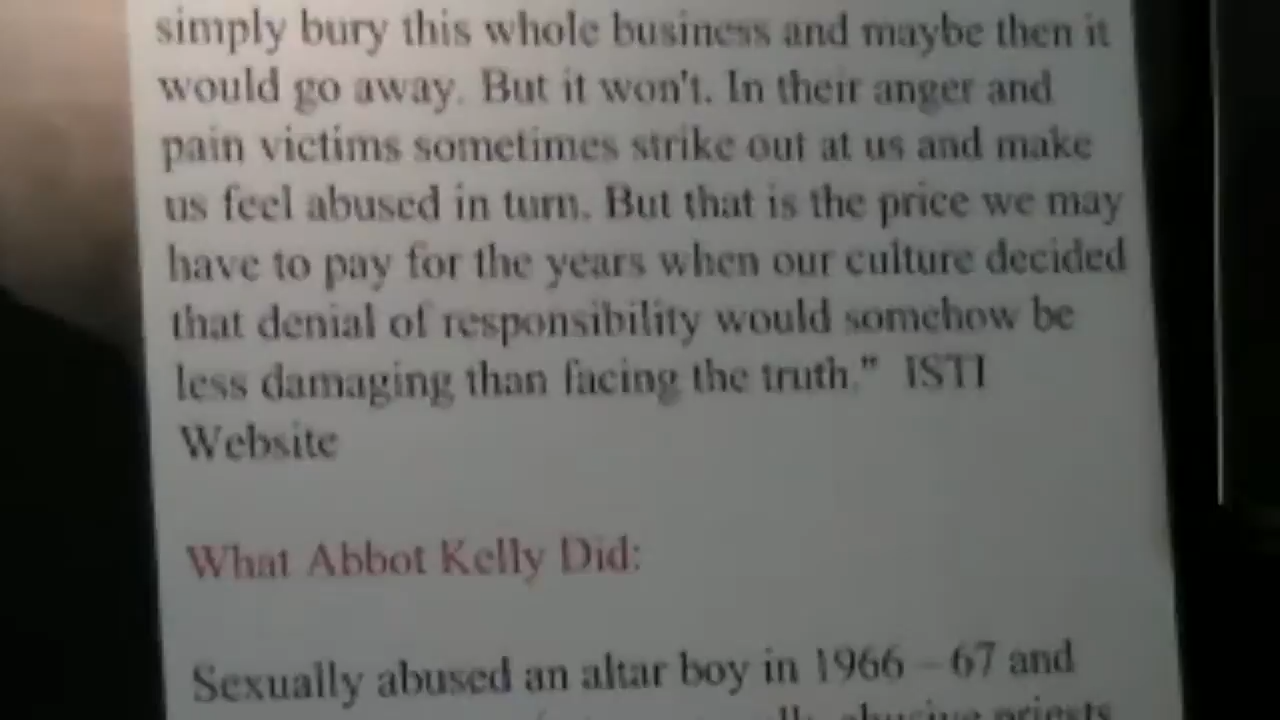 simply bury this whole business and maybe then it
would go away. But it won't. In their anger and
pain victims sometimes strike out at us and make
us feel abused in turn. But that is the price we may
have to pay for the years when our culture decided
that denial of responsibility would somehow be
less damaging than facing the truth." ISTI
Website
What Abbot Kelly Did:
Sexually abused an altar boy in 1966 – 67 and
abusive priests